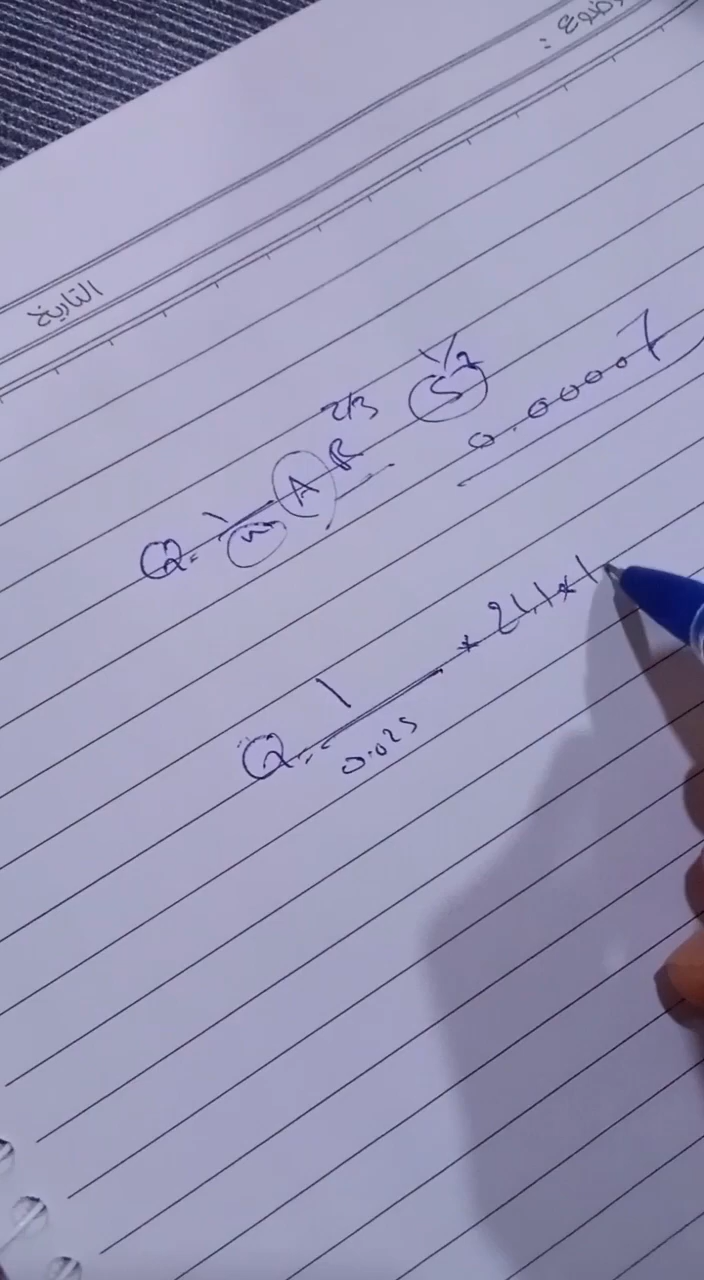 التاريخ
Q = 1/n A R^2/3 S^1/2
0.00007
Q = 1/0.025 * 21.1 * 1